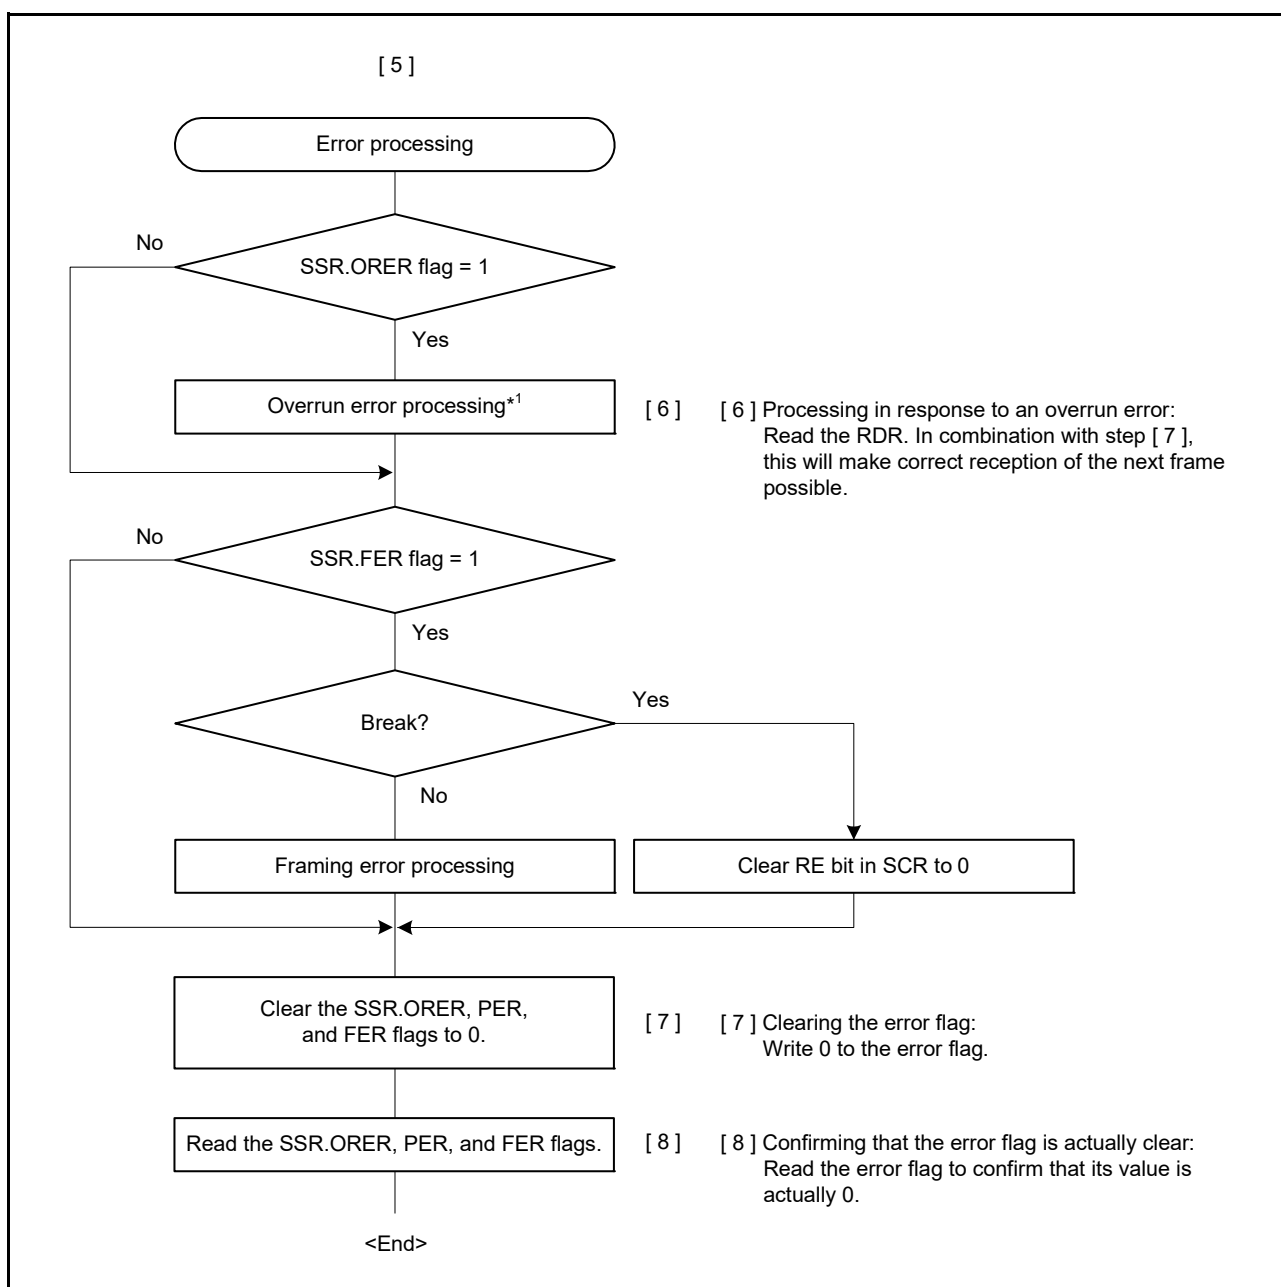 [ 5 ]
Error processing
No
SSR.ORER flag = 1
Yes
Overrun error processing*1
[ 6 ]
[ 6 ] Processing in response to an overrun error:
Read the RDR. In combination with step [ 7 ],
this will make correct reception of the next frame
possible.
No
SSR.FER flag = 1
Yes
Break?
Yes
No
Framing error processing
Clear RE bit in SCR to 0
Clear the SSR.ORER, PER,
and FER flags to 0.
[ 7 ]
[ 7 ] Clearing the error flag:
Write 0 to the error flag.
Read the SSR.ORER, PER, and FER flags.
[ 8 ]
[ 8 ] Confirming that the error flag is actually clear:
Read the error flag to confirm that its value is
actually 0.
<End>